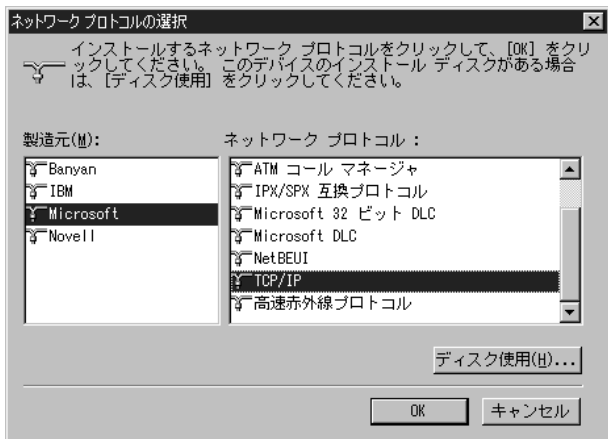 ネットワーク プロトコルの選択
インストールするネットワーク プロトコルをクリックして、[OK] をクリ
ックしてください。 このデバイスのインストール ディスクがある場合
は、[ディスク使用] をクリックしてください。
製造元(M):
Banyan
IBM
Microsoft
Novell
ネットワーク プロトコル :
ATM コール マネージャ
IPX/SPX 互換プロトコル
Microsoft 32 ビット DLC
Microsoft DLC
NetBEUI
TCP/IP
高速赤外線プロトコル
ディスク使用(H)...
OK
キャンセル